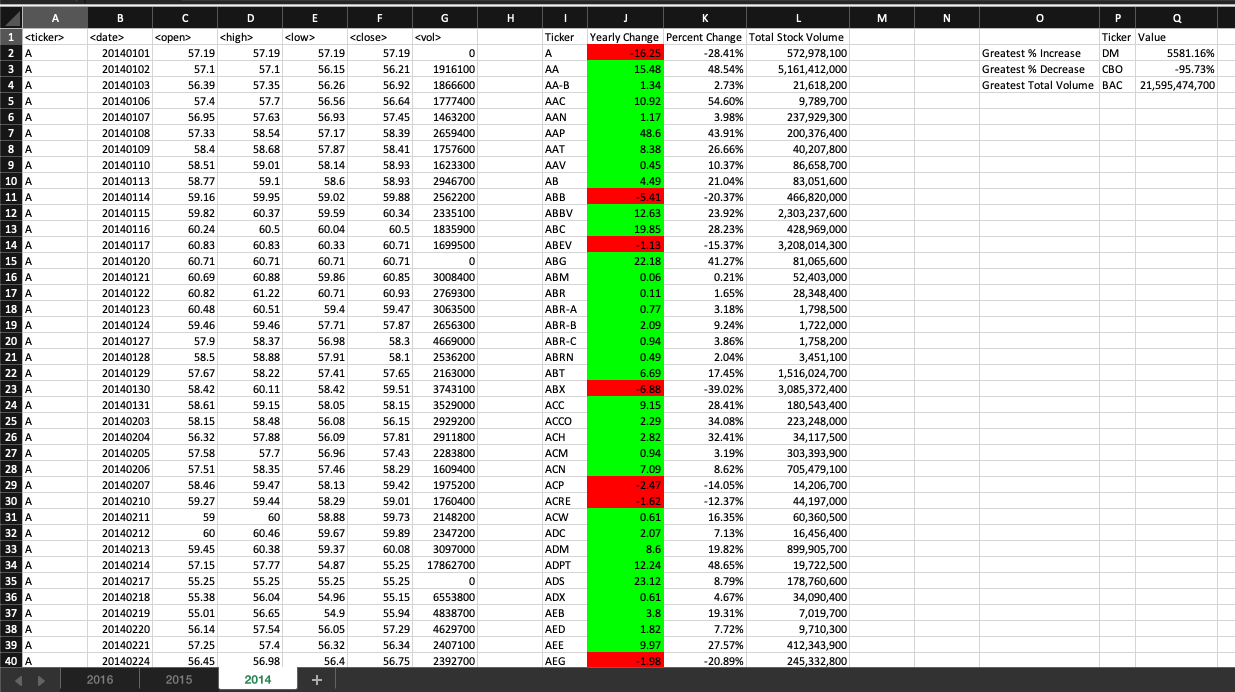 A B C D E F G H I J K L M N O P Q
1 <ticker> <date> <open> <high> <low> <close> <vol> Ticker Yearly Change Percent Change Total Stock Volume Ticker Value
2 A 20140101 57.19 57.19 57.19 57.19 0 A -16.25 -28.41% 572,978,100 Greatest % Increase DM 5581.16%
3 A 20140102 57.1 57.1 56.15 56.21 1916100 AA 15.48 48.54% 5,161,412,000 Greatest % Decrease CBO -95.73%
4 A 20140103 56.39 57.35 56.26 56.92 1866600 AA-B 1.34 2.73% 21,618,200 Greatest Total Volume BAC 21,595,474,700
5 A 20140106 57.4 57.7 56.56 56.64 1777400 AAC 10.92 54.60% 9,789,700
6 A 20140107 56.95 57.63 56.93 57.45 1463200 AAN 1.17 3.98% 237,929,300
7 A 20140108 57.33 58.54 57.17 58.39 2659400 AAP 48.6 43.91% 200,376,400
8 A 20140109 58.4 58.68 57.87 58.41 1757600 AAT 8.38 26.66% 40,207,800
9 A 20140110 58.51 59.01 58.14 58.93 1623300 AAV 0.45 10.37% 86,658,700
10 A 20140113 58.77 59.1 58.6 58.93 2946700 AB 4.49 21.04% 83,051,600
11 A 20140114 59.16 59.95 59.02 59.88 2562200 ABB -5.41 -20.37% 466,820,000
12 A 20140115 59.82 60.37 59.59 60.34 2335100 ABBV 12.63 23.92% 2,303,237,600
13 A 20140116 60.24 60.5 60.04 60.5 1835900 ABC 19.85 28.23% 428,969,000
14 A 20140117 60.83 60.83 60.33 60.71 1699500 ABEV -1.13 -15.37% 3,208,014,300
15 A 20140120 60.71 60.71 60.71 60.71 0 ABG 22.18 41.27% 81,065,600
16 A 20140121 60.69 60.88 59.86 60.85 3008400 ABM 0.06 0.21% 52,403,000
17 A 20140122 60.82 61.22 60.71 60.93 2769300 ABR 0.11 1.65% 28,348,400
18 A 20140123 60.48 60.51 59.4 59.47 3063500 ABR-A 0.77 3.18% 1,798,500
19 A 20140124 59.46 59.46 57.71 57.87 2656300 ABR-B 2.09 9.24% 1,722,000
20 A 20140127 57.9 58.37 56.98 58.3 4669000 ABR-C 0.94 3.86% 1,758,200
21 A 20140128 58.5 58.88 57.91 58.1 2536200 ABRN 0.49 2.04% 3,451,100
22 A 20140129 57.67 58.22 57.41 57.65 2163000 ABT 6.69 17.45% 1,516,024,700
23 A 20140130 58.42 60.11 58.42 59.51 3743100 ABX -6.88 -39.02% 3,085,372,400
24 A 20140131 58.61 59.15 58.05 58.15 3529000 ACC 9.15 28.41% 180,543,400
25 A 20140203 58.15 58.48 56.08 56.15 2929200 ACCO 2.29 34.08% 223,248,000
26 A 20140204 56.32 57.88 56.09 57.81 2911800 ACH 2.82 32.41% 34,117,500
27 A 20140205 57.58 57.7 56.96 57.43 2283800 ACM 0.94 3.19% 303,393,900
28 A 20140206 57.51 58.35 57.46 58.29 1609400 ACN 7.09 8.62% 705,479,100
29 A 20140207 58.46 59.47 58.13 59.42 1975200 ACP -2.47 -14.05% 14,206,700
30 A 20140210 59.27 59.44 58.29 59.01 1760400 ACRE -1.62 -12.37% 44,197,000
31 A 20140211 59 60 58.88 59.73 2148200 ACW 0.61 16.35% 60,360,500
32 A 20140212 60 60.46 59.67 59.89 2347200 ADC 2.07 7.13% 16,456,400
33 A 20140213 59.45 60.38 59.37 60.08 3097000 ADM 8.6 19.82% 899,905,700
34 A 20140214 57.15 57.77 54.87 55.25 17862700 ADPT 12.24 48.65% 19,722,500
35 A 20140217 55.25 55.25 55.25 55.25 0 ADS 23.12 8.79% 178,760,600
36 A 20140218 55.38 56.04 54.96 55.15 6553800 ADX 0.61 4.67% 34,090,400
37 A 20140219 55.01 56.65 54.9 55.94 4838700 AEB 3.8 19.31% 7,019,700
38 A 20140220 56.14 57.54 56.05 57.29 4629700 AED 1.82 7.72% 9,710,300
39 A 20140221 57.25 57.4 56.32 56.34 2407100 AEE 9.97 27.57% 412,343,900
40 A 20140224 56.45 56.98 56.4 56.75 2392700 AEG -1.98 -20.89% 245,332,800
2016 2015 2014 +